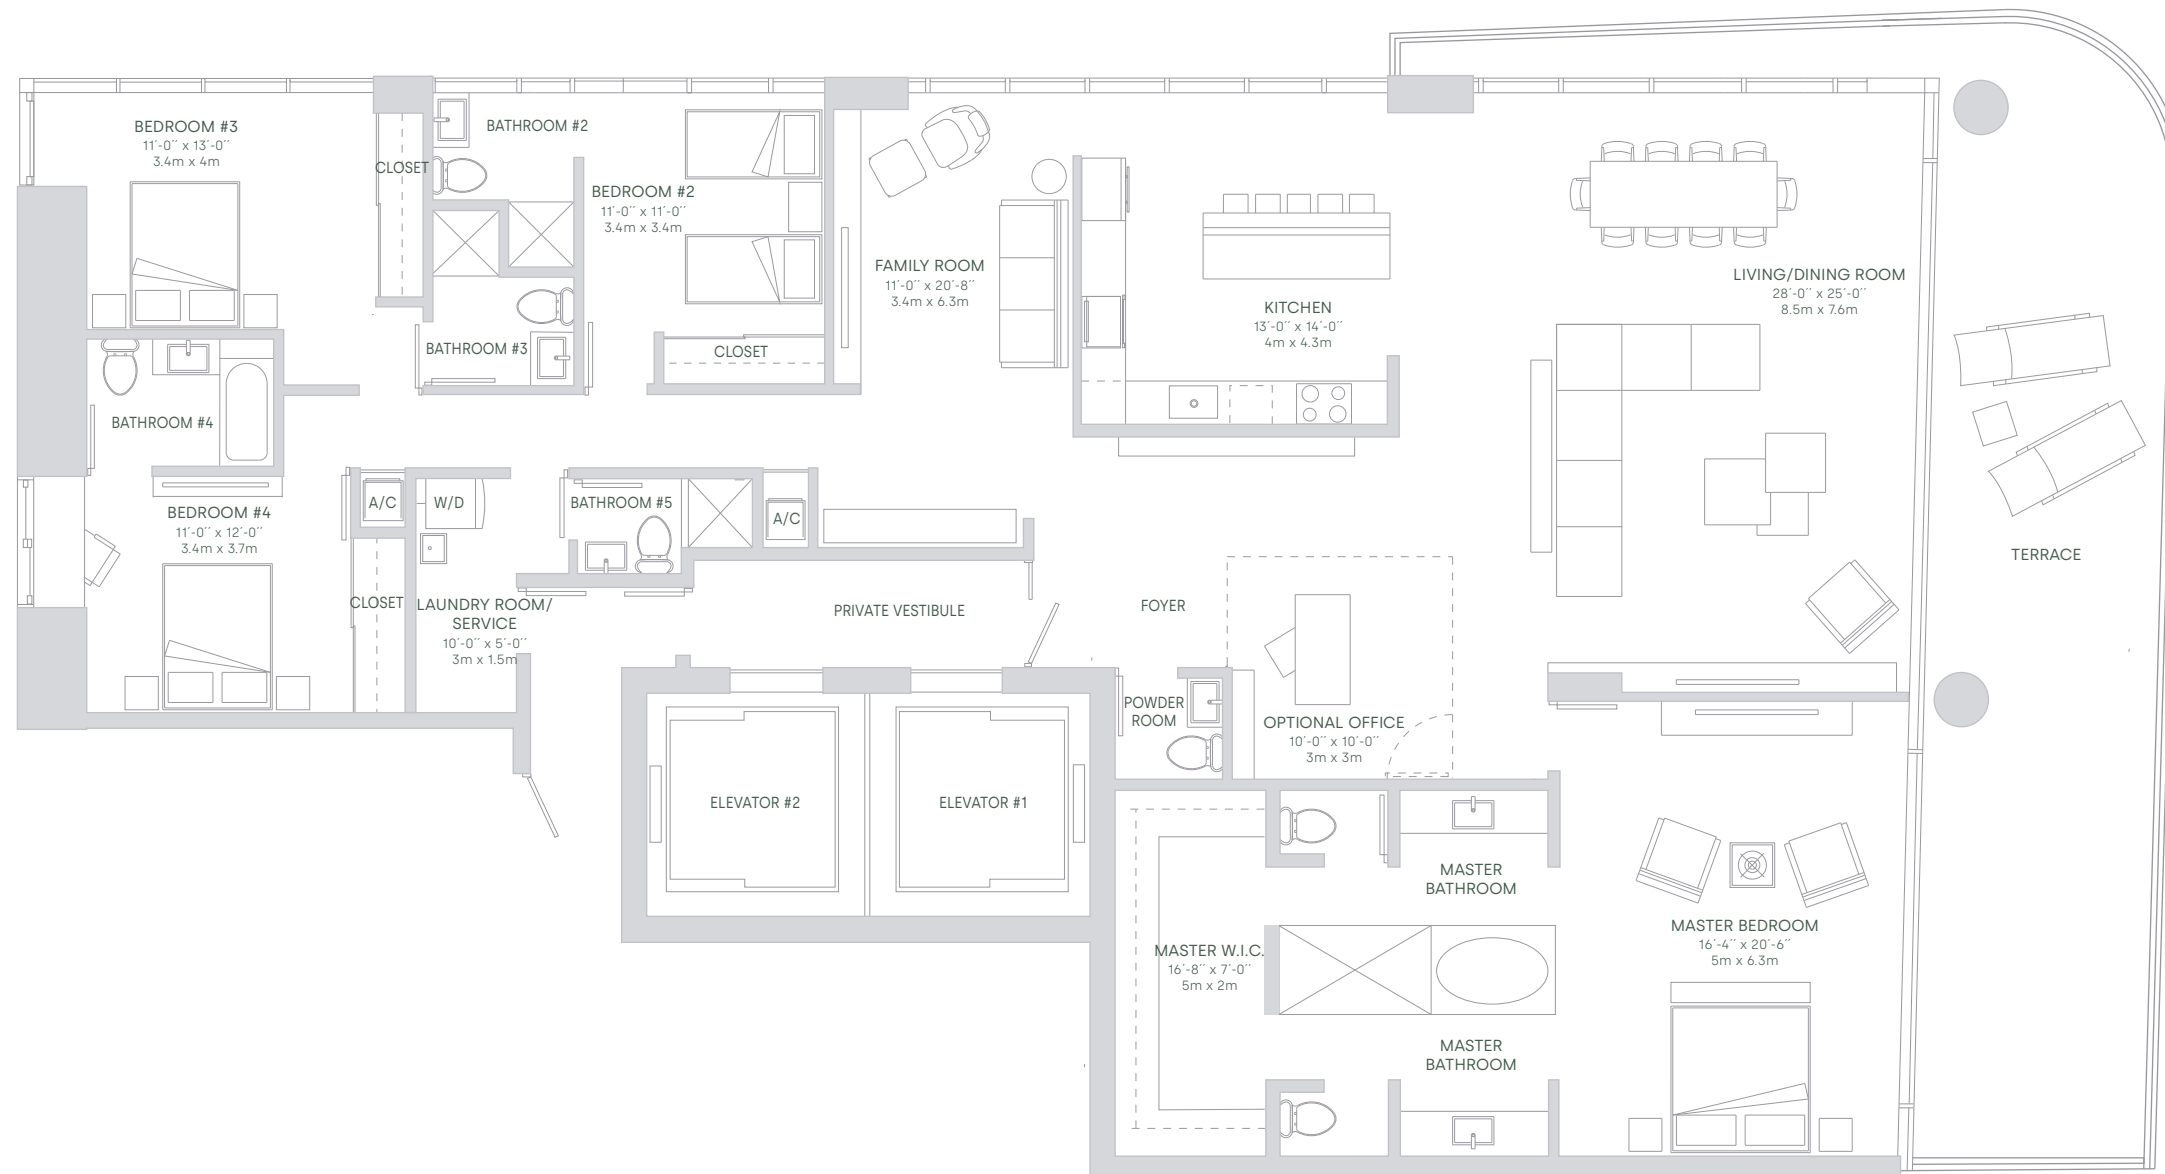 BEDROOM #3
11´-0´´ x 13´-0´´
3.4m x 4m
CLOSET
BATHROOM #2
BEDROOM #2
11´-0´´ x 11´-0´´
3.4m x 3.4m
FAMILY ROOM
11´-0´´ x 20´-8´´
3.4m x 6.3m
KITCHEN
13´-0´´ x 14´-0´´
4m x 4.3m
LIVING/DINING ROOM
28´-0´´ x 25´-0´´
8.5m x 7.6m
BATHROOM #3
CLOSET
BATHROOM #4
BEDROOM #4
11´-0´´ x 12´-0´´
3.4m x 3.7m
A/C
W/D
BATHROOM #5
A/C
TERRACE
CLOSET
LAUNDRY ROOM/
SERVICE
10´-0´´ x 5´-0´´
3m x 1.5m
PRIVATE VESTIBULE
FOYER
POWDER
ROOM
OPTIONAL OFFICE
10´-0´´ x 10´-0´´
3m x 3m
ELEVATOR #2
ELEVATOR #1
MASTER
BATHROOM
MASTER W.I.C.
16´-8´´ x 7´-0´´
5m x 2m
MASTER BEDROOM
16´-4´´ x 20´-6´´
5m x 6.3m
MASTER
BATHROOM